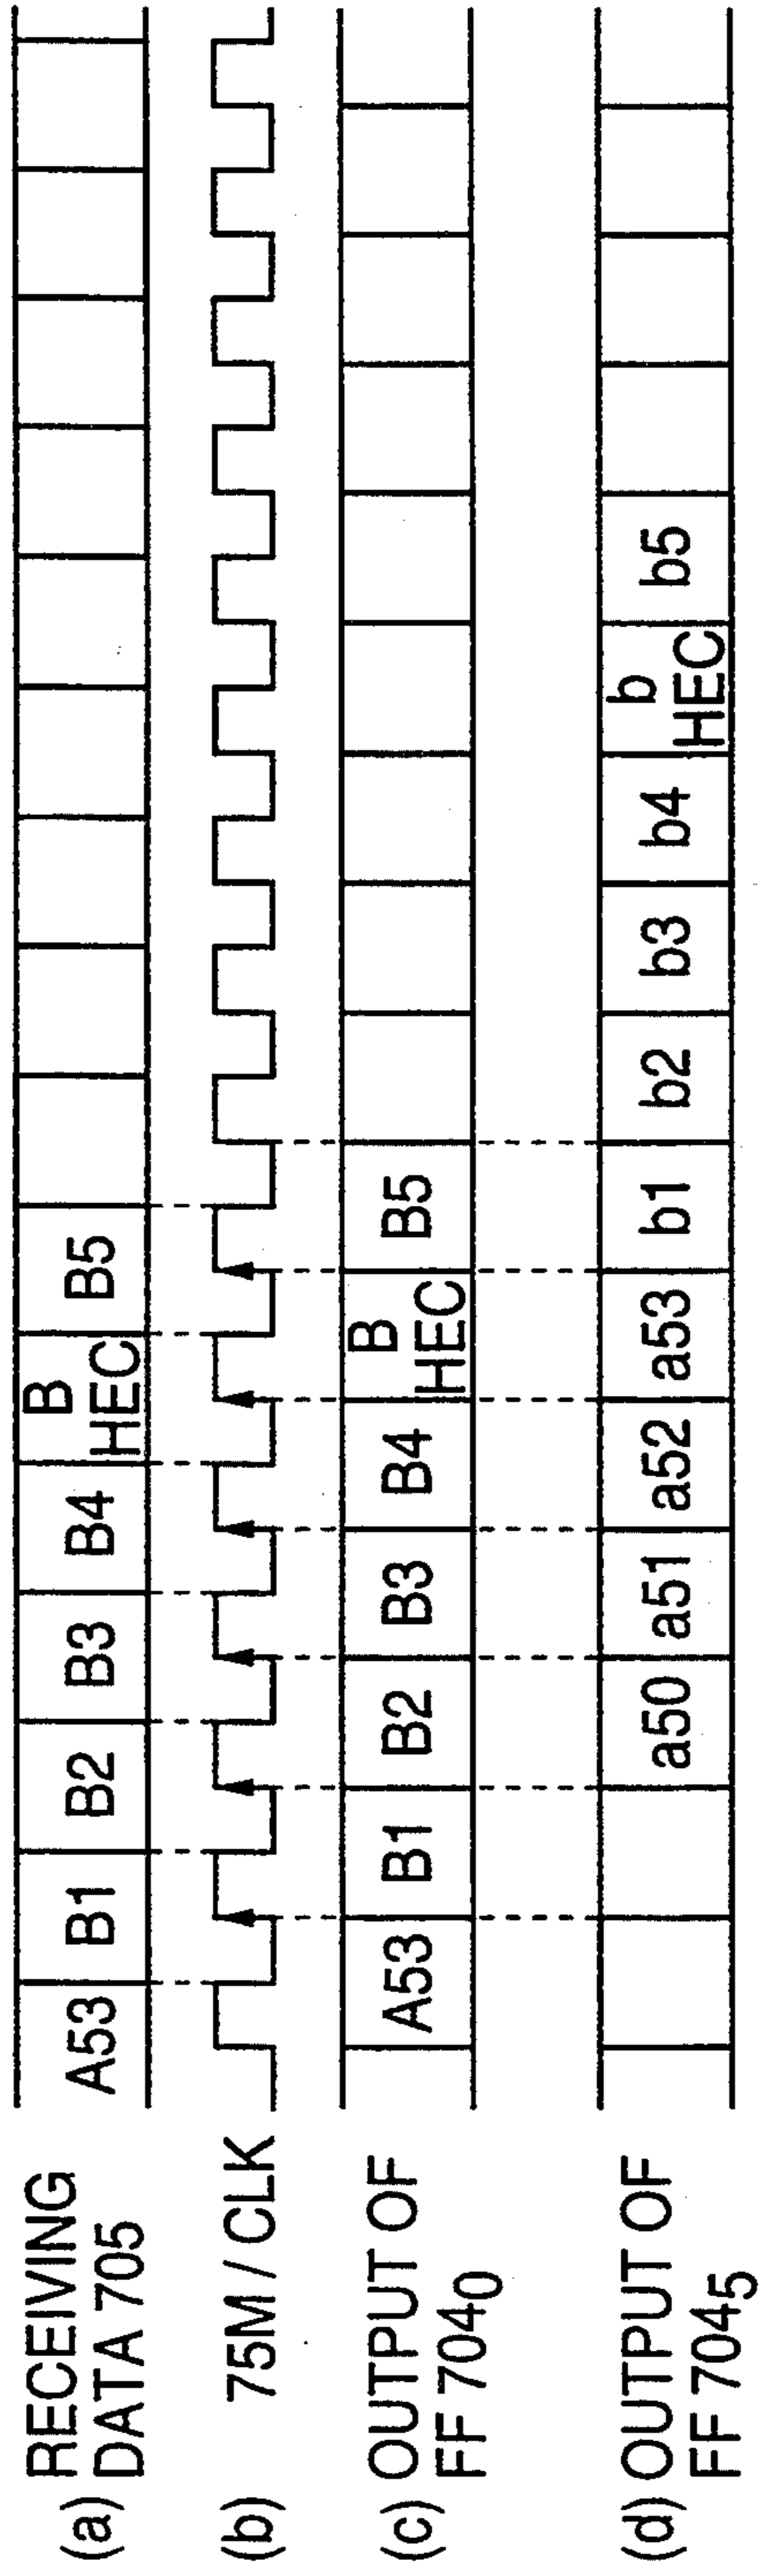 (a) RECEIVING
DATA 705
A53 B1 B2 B3 B4 B
HEC B5
(b) 75M / CLK
(c) OUTPUT OF
FF 704₀
A53 B1 B2 B3 B4 B
HEC B5
(d) OUTPUT OF
FF 704₅
a50 a51 a52 a53 b1 b2 b3 b4 b
HEC b5